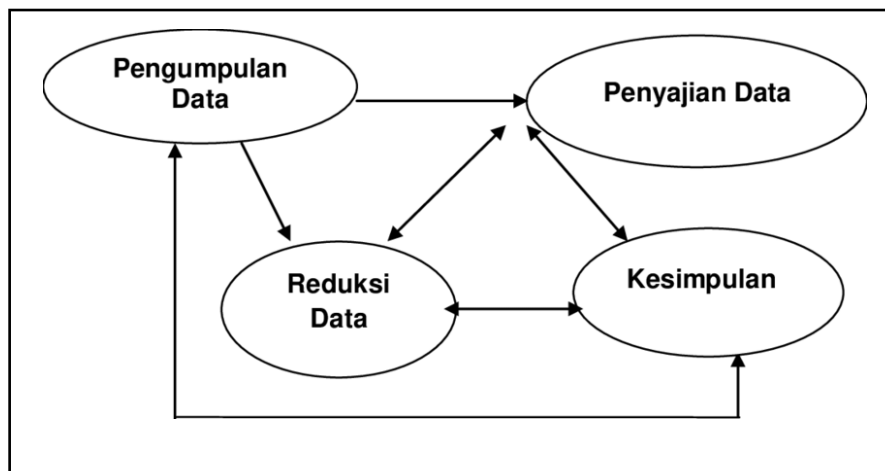 Pengumpulan
Data
Penyajian Data
Reduksi
Data
Kesimpulan